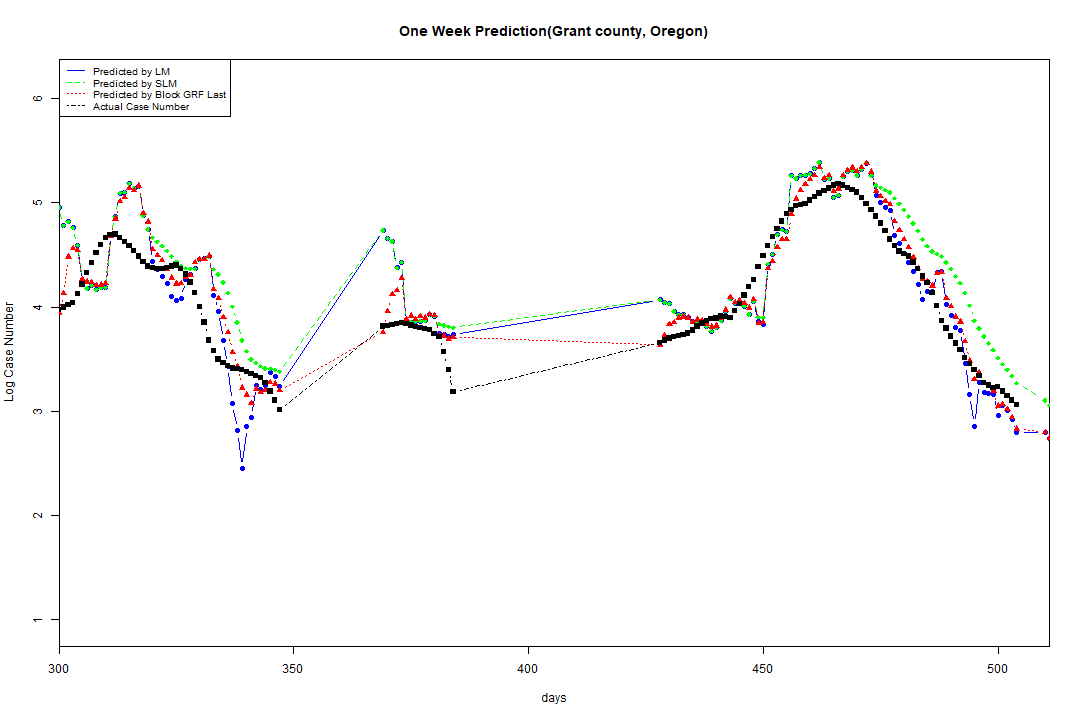 One Week Prediction(Grant county, Oregon)
Predicted by LM
Predicted by SLM
Predicted by Block GRF Last
Actual Case Number
Log Case Number
6
5
4
3
2
1
300 350 400 450 500
days